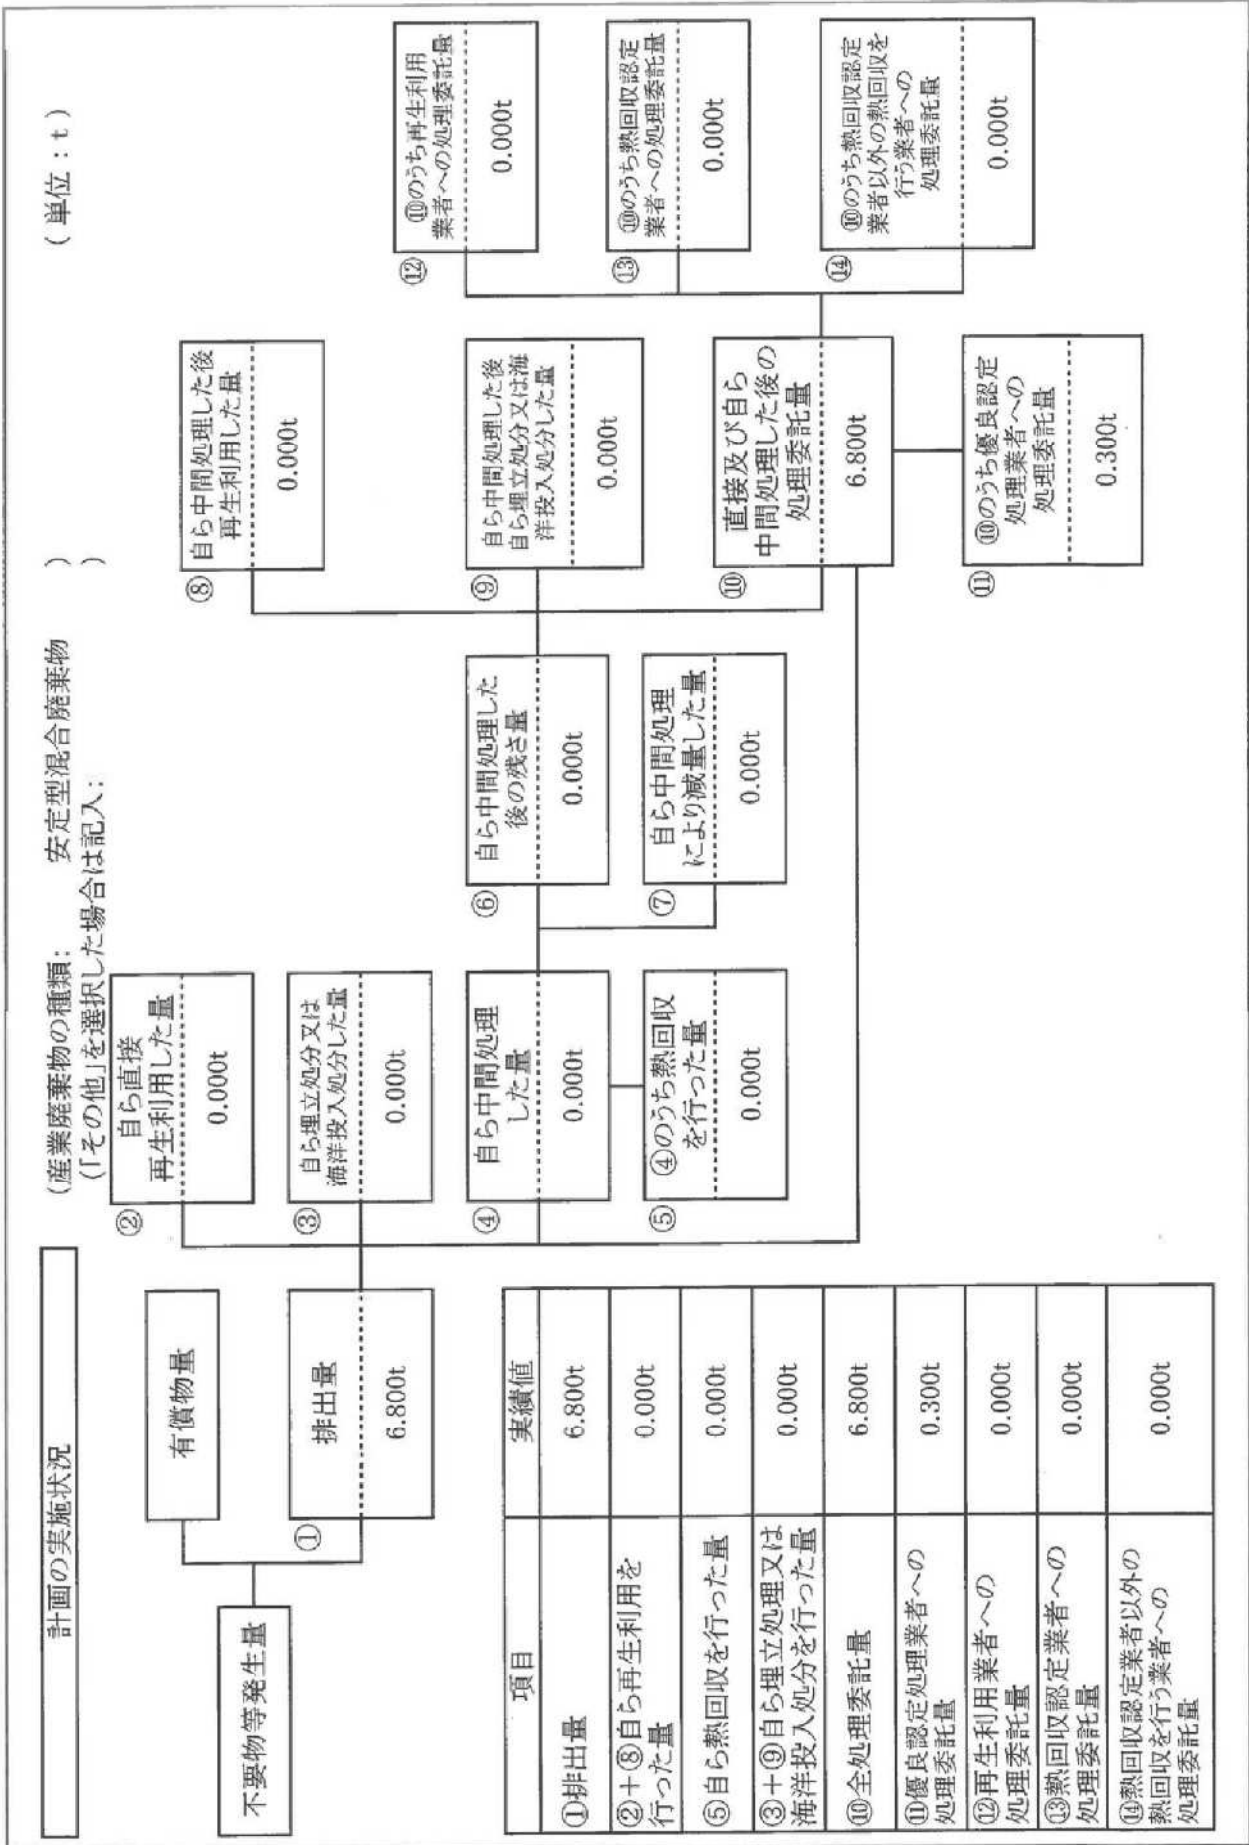 計画の実施状況
(産業廃棄物の種類： 安定型混合廃棄物 )
(「その他」を選択した場合は記入： )
(単位：t)
不要物等発生量
有償物量
①
排出量
6.800t
②
自ら直接
再生利用した量
0.000t
③
自ら埋立処分又は
海洋投入処分した量
0.000t
④
自ら中間処理
した量
0.000t
⑤
④のうち熱回収
を行った量
0.000t
⑥
自ら中間処理した
後の残さ量
0.000t
⑦
自ら中間処理
により減量した量
0.000t
⑧
自ら中間処理した後
再生利用した量
0.000t
⑨
自ら中間処理した後
自ら埋立処分又は海
洋投入処分した量
0.000t
⑩
直接及び自ら
中間処理した後の
処理委託量
6.800t
⑪
⑩のうち優良認定
処理業者への
処理委託量
0.300t
⑫
⑩のうち再生利用
業者への処理委託量
0.000t
⑬
⑩のうち熱回収認定
業者への処理委託量
0.000t
⑭
⑩のうち熱回収認定
業者以外の熱回収を
行う業者への
処理委託量
0.000t
項目 実績値
①排出量 6.800t
②＋⑧自ら再生利用を
行った量 0.000t
⑤自ら熱回収を行った量 0.000t
③＋⑨自ら埋立処理又は
海洋投入処分を行った量 0.000t
⑩全処理委託量 6.800t
⑪優良認定処理業者への
処理委託量 0.300t
⑫再生利用業者への
処理委託量 0.000t
⑬熱回収認定業者への
処理委託量 0.000t
⑭熱回収認定業者以外の
熱回収を行う業者への
処理委託量 0.000t